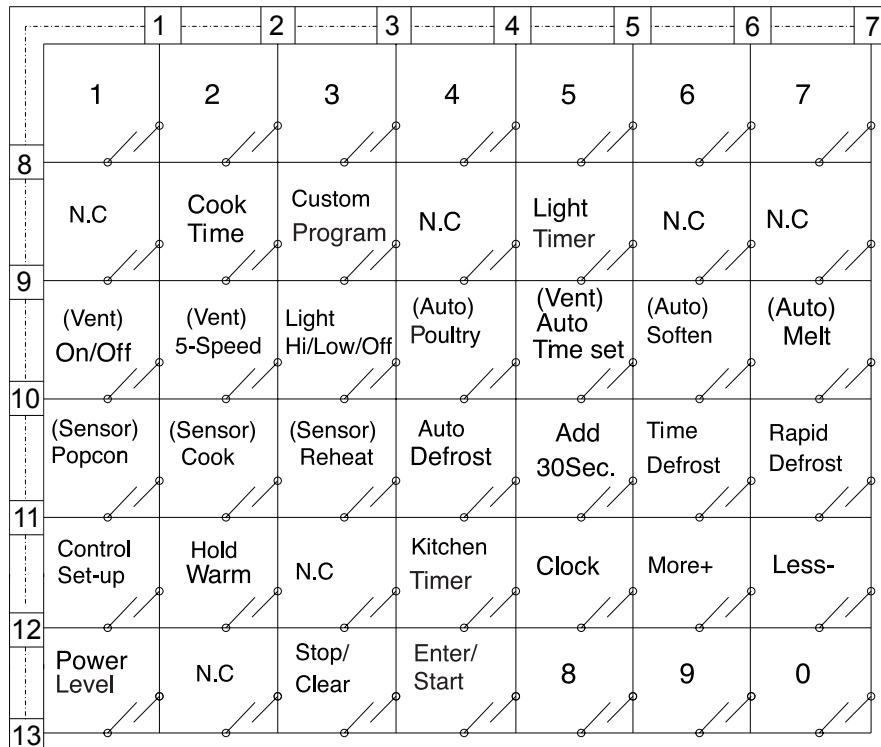 1 2 3 4 5 6 7
1 2 3 4 5 6 7
8
N.C Cook Time Custom Program N.C Light Timer N.C N.C
9
(Vent) On/Off (Vent) 5-Speed Light Hi/Low/Off (Auto) Poultry (Vent) Auto Time set (Auto) Soften (Auto) Melt
10
(Sensor) Popcon (Sensor) Cook (Sensor) Reheat Auto Defrost Add 30Sec. Time Defrost Rapid Defrost
11
Control Set-up Hold Warm N.C Kitchen Timer Clock More+ Less-
12
Power Level N.C Stop/ Clear Enter/ Start 8 9 0
13